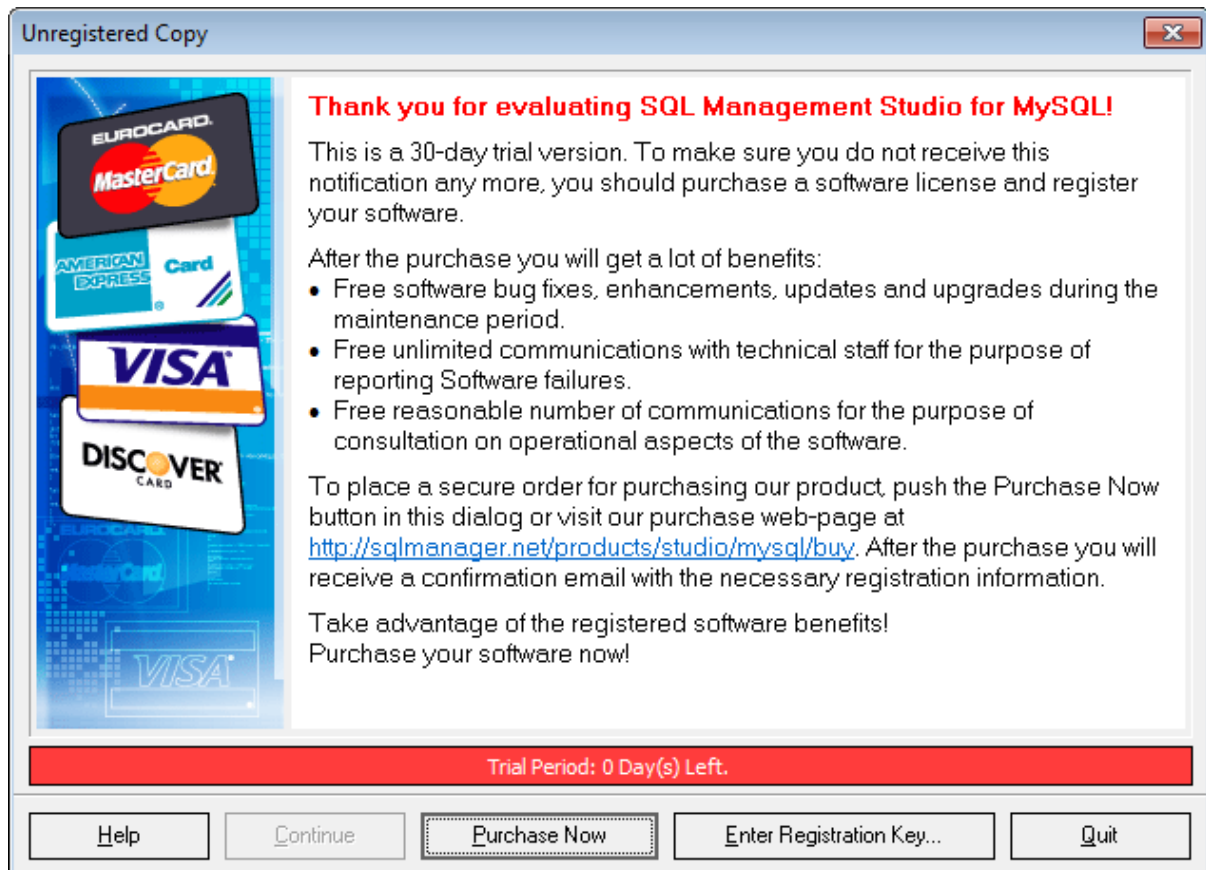 Unregistered Copy
EUROCARD.
MasterCard.
AMERICAN
EXPRESS
Card
VISA
DISCOVER
CARD
EUROCARD.
MasterCard
VISA
Thank you for evaluating SQL Management Studio for MySQL!
This is a 30-day trial version. To make sure you do not receive this
notification any more, you should purchase a software license and register
your software.
After the purchase you will get a lot of benefits:
• Free software bug fixes, enhancements, updates and upgrades during the
maintenance period.
• Free unlimited communications with technical staff for the purpose of
reporting Software failures.
• Free reasonable number of communications for the purpose of
consultation on operational aspects of the software.
To place a secure order for purchasing our product, push the Purchase Now
button in this dialog or visit our purchase web-page at
http://sqlmanager.net/products/studio/mysql/buy. After the purchase you will
receive a confirmation email with the necessary registration information.
Take advantage of the registered software benefits!
Purchase your software now!
Trial Period: 0 Day(s) Left.
Help
Continue
Purchase Now
Enter Registration Key...
Quit